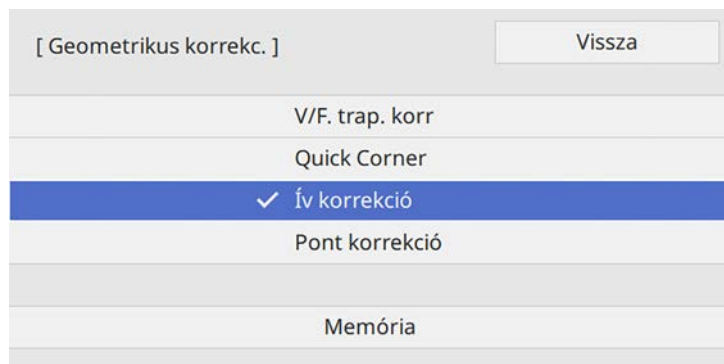 [ Geometrikus korrekc. ]
Vissza
V/F. trap. korr
Quick Corner
Ív korrekció
Pont korrekció
Memória